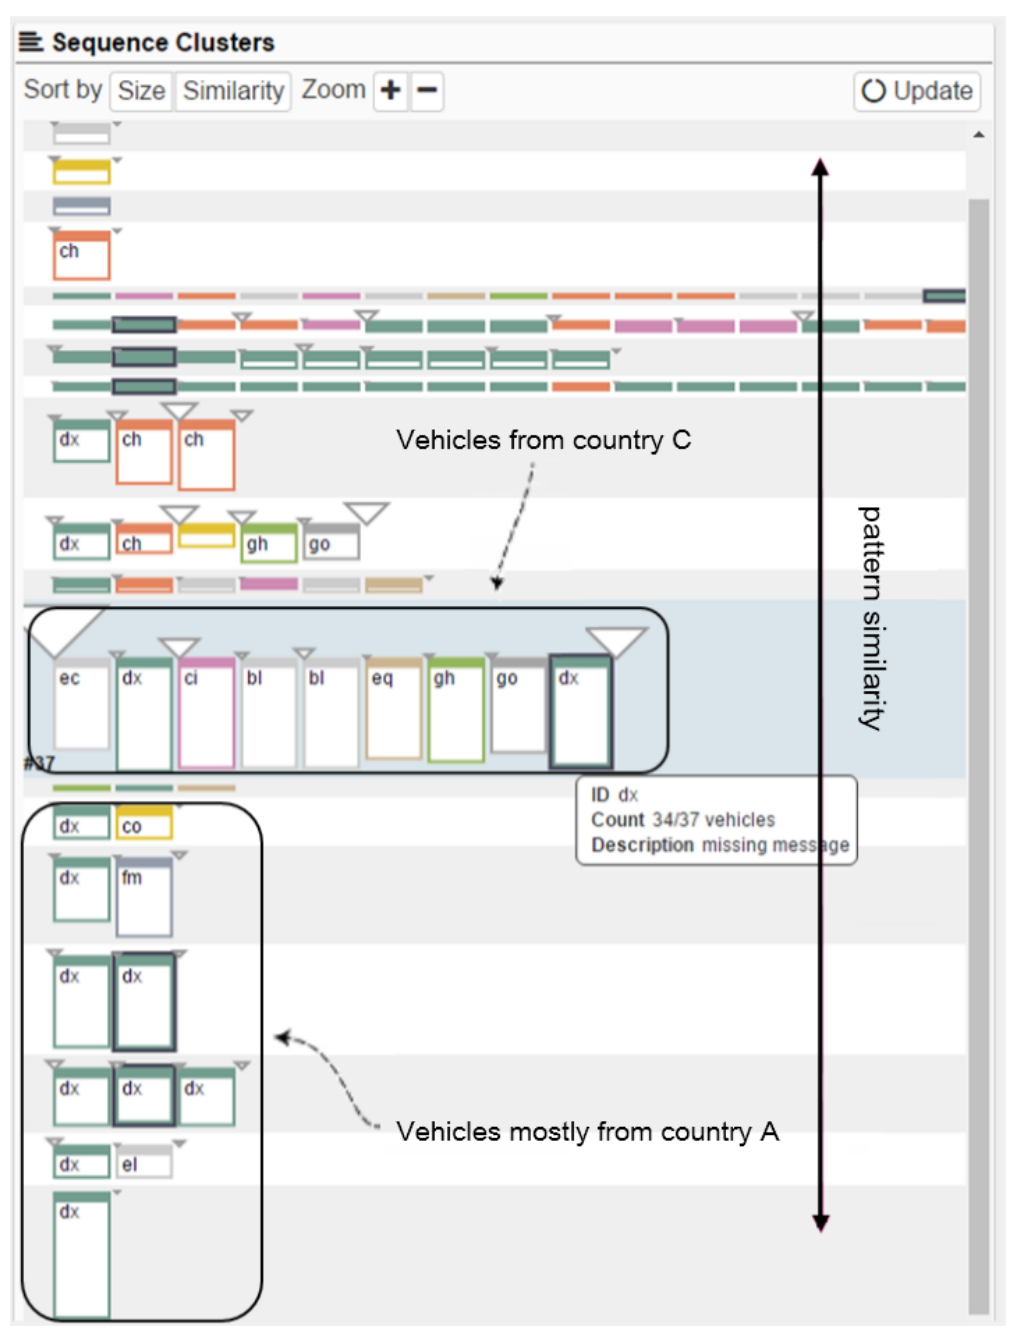 Sequence Clusters
Sort by Size Similarity Zoom + − Update
ch
dx ch ch
Vehicles from country C
dx ch gh go
pattern similarity
ec dx ci bl bl eq gh go dx
#37
ID dx
Count 34/37 vehicles
Description missing message
dx co
dx fm
dx dx
dx dx dx
Vehicles mostly from country A
dx el
dx